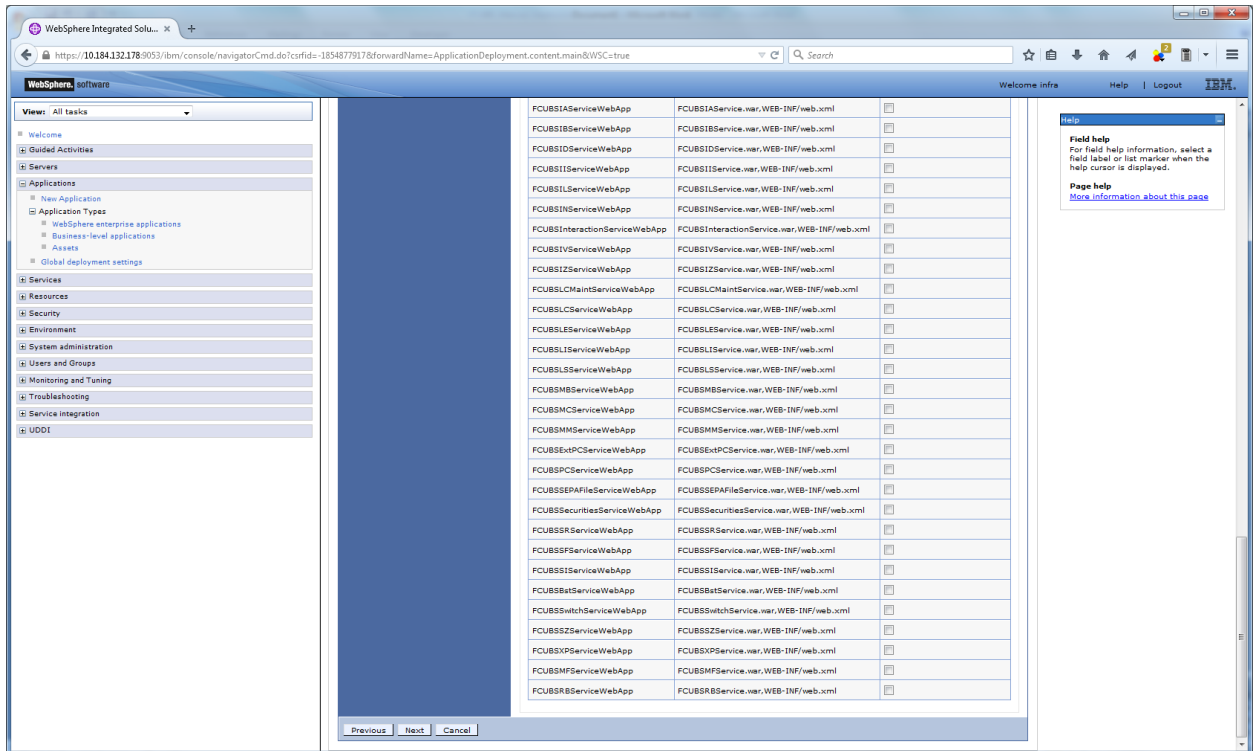 WebSphere Integrated Solu...
https://10.184.132.178:9053/ibm/console/navigatorCmd.do?csrfid=-1854877917&forwardName=ApplicationDeployment.content.main&WSC=true
Search
2
WebSphere. software
Welcome infra
Help | Logout
IBM.
View: All tasks
Welcome
Guided Activities
Servers
Applications
New Application
Application Types
WebSphere enterprise applications
Business-level applications
Assets
Global deployment settings
Services
Resources
Security
Environment
System administration
Users and Groups
Monitoring and Tuning
Troubleshooting
Service integration
UDDI
FCUBSIAServiceWebApp FCUBSIAService.war,WEB-INF/web.xml
FCUBSIBServiceWebApp FCUBSIBService.war,WEB-INF/web.xml
FCUBSIDServiceWebApp FCUBSIDService.war,WEB-INF/web.xml
FCUBSIIServiceWebApp FCUBSIIService.war,WEB-INF/web.xml
FCUBSILServiceWebApp FCUBSILService.war,WEB-INF/web.xml
FCUBSINServiceWebApp FCUBSINService.war,WEB-INF/web.xml
FCUBSInteractionServiceWebApp FCUBSInteractionService.war,WEB-INF/web.xml
FCUBSIVServiceWebApp FCUBSIVService.war,WEB-INF/web.xml
FCUBSIZServiceWebApp FCUBSIZService.war,WEB-INF/web.xml
FCUBSLCMaintServiceWebApp FCUBSLCMaintService.war,WEB-INF/web.xml
FCUBSLCServiceWebApp FCUBSLCService.war,WEB-INF/web.xml
FCUBSLEServiceWebApp FCUBSLEService.war,WEB-INF/web.xml
FCUBSLIServiceWebApp FCUBSLIService.war,WEB-INF/web.xml
FCUBSLSServiceWebApp FCUBSLSService.war,WEB-INF/web.xml
FCUBSMBServiceWebApp FCUBSMBService.war,WEB-INF/web.xml
FCUBSMCServiceWebApp FCUBSMCService.war,WEB-INF/web.xml
FCUBSMMServiceWebApp FCUBSMMService.war,WEB-INF/web.xml
FCUBSExtPCServiceWebApp FCUBSExtPCService.war,WEB-INF/web.xml
FCUBSPCServiceWebApp FCUBSPCService.war,WEB-INF/web.xml
FCUBSSEPAFileServiceWebApp FCUBSSEPAFileService.war,WEB-INF/web.xml
FCUBSSecuritiesServiceWebApp FCUBSSecuritiesService.war,WEB-INF/web.xml
FCUBSSRServiceWebApp FCUBSSRService.war,WEB-INF/web.xml
FCUBSSFServiceWebApp FCUBSSFService.war,WEB-INF/web.xml
FCUBSSIServiceWebApp FCUBSSIService.war,WEB-INF/web.xml
FCUBSBstServiceWebApp FCUBSBstService.war,WEB-INF/web.xml
FCUBSSwitchServiceWebApp FCUBSSwitchService.war,WEB-INF/web.xml
FCUBSSZServiceWebApp FCUBSSZService.war,WEB-INF/web.xml
FCUBSXPServiceWebApp FCUBSXPService.war,WEB-INF/web.xml
FCUBSMFServiceWebApp FCUBSMFService.war,WEB-INF/web.xml
FCUBSRBServiceWebApp FCUBSRBService.war,WEB-INF/web.xml
Previous Next Cancel
Help
Field help
For field help information, select a
field label or list marker when the
help cursor is displayed.
Page help
More information about this page